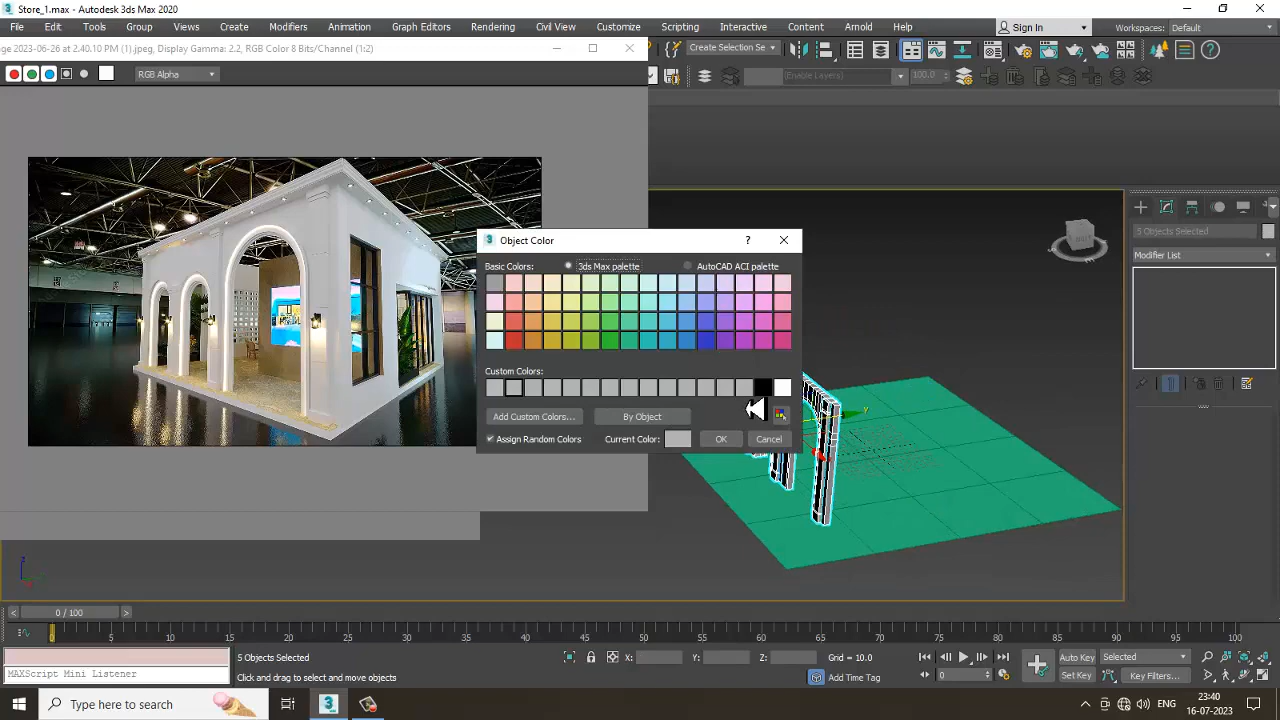 Store_1.max - Autodesk 3ds Max 2020
File Edit Tools Group Views Create Modifiers Animation Graph Editors Rendering Civil View Customize Scripting Interactive Content Arnold Help Sign In Workspaces: Default
ge 2023-06-26 at 2.40.10 PM (1).jpeg, Display Gamma: 2.2, RGB Color 8 Bits/Channel (1:2) Create Selection Se
RGB Alpha (Enable Layers) 100.0
Object Color ?
5 Objects Selected
Modifier List
Basic Colors: 3ds Max palette AutoCAD ACI palette
Custom Colors:
Add Custom Colors... By Object
Assign Random Colors Current Color: OK Cancel
y
z
< 0 / 100 >
0 5 10 15 20 25 30 35 40 45 50 55 60 65 70 75 80 85 90 95 100
5 Objects Selected X: Y: Z: Grid = 10.0 Auto Key Selected
MAXScript Mini Listener Click and drag to select and move objects Add Time Tag 0 Set Key Key Filters...
Type here to search ENG 23:40
16-07-2023